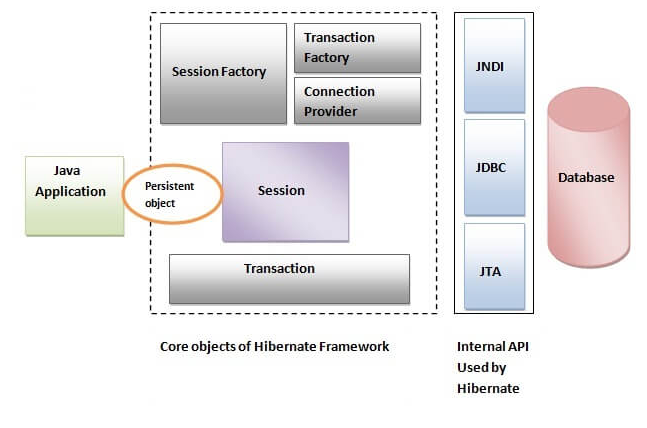 Session Factory
Transaction
Factory
Connection
Provider
JNDI
Java
Application
Persistent
object
Session
JDBC
Database
Transaction
JTA
Core objects of Hibernate Framework
Internal API
Used by
Hibernate